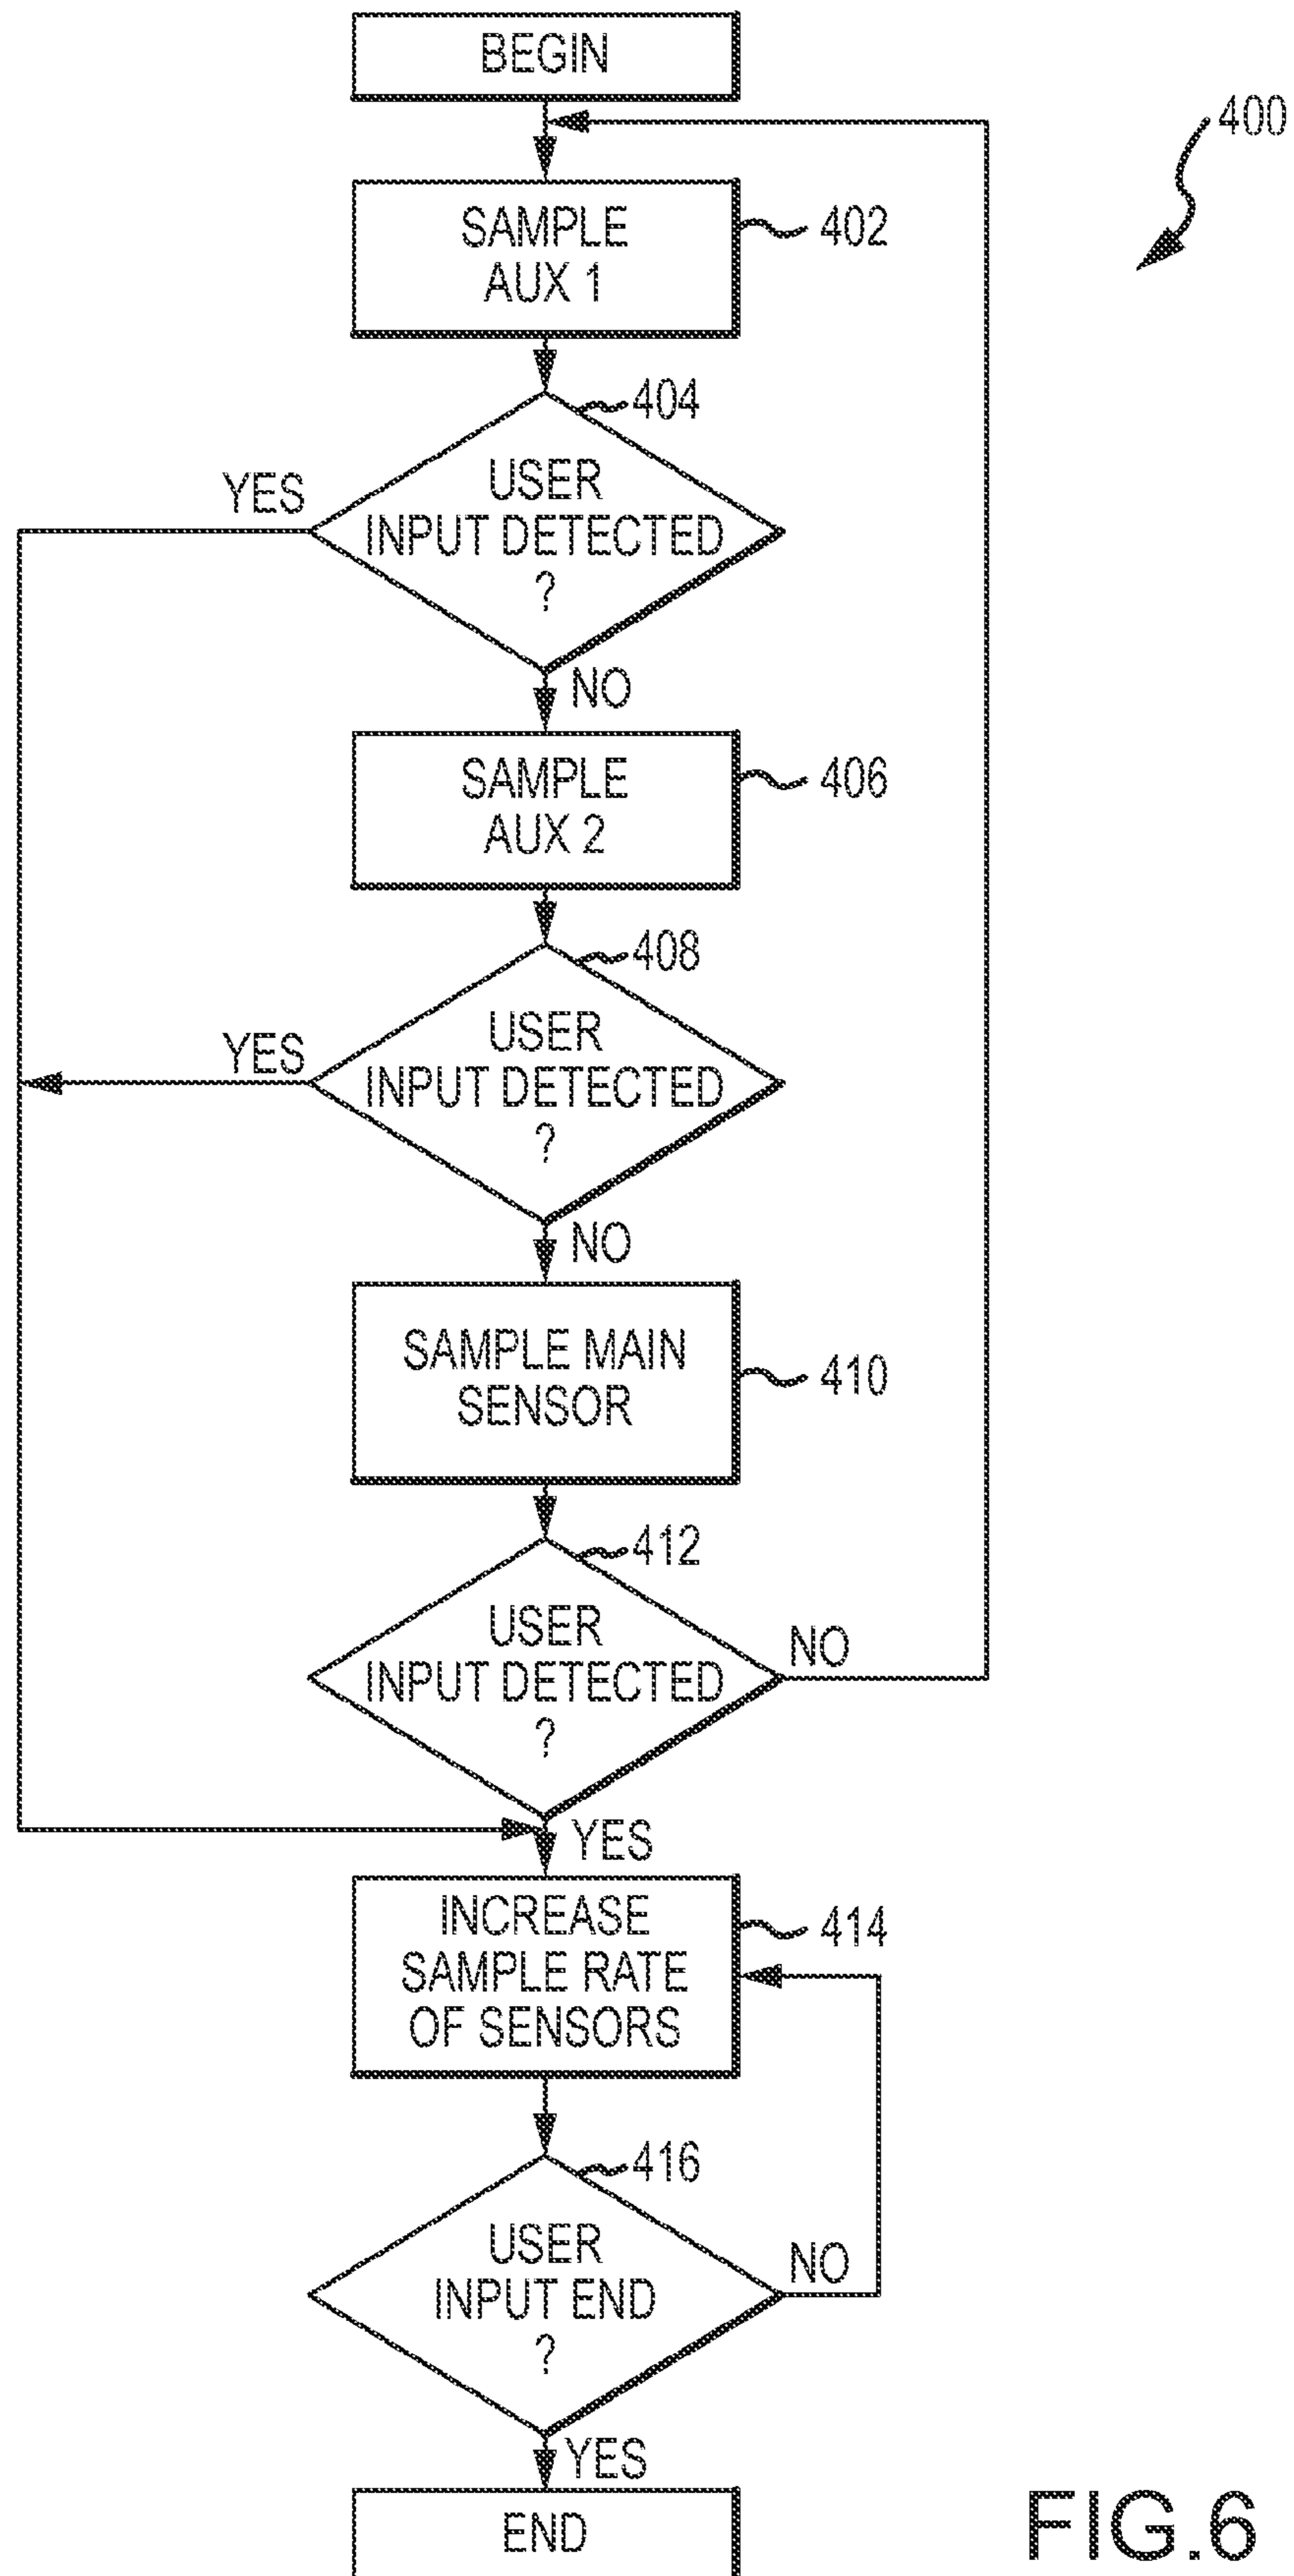 BEGIN
400
SAMPLE
AUX 1
402
404
YES
USER
INPUT DETECTED
?
NO
SAMPLE
AUX 2
406
408
YES
USER
INPUT DETECTED
?
NO
SAMPLE MAIN
SENSOR
410
412
USER
INPUT DETECTED
?
NO
YES
INCREASE
SAMPLE RATE
OF SENSORS
414
416
USER
INPUT END
?
NO
YES
END
FIG.6